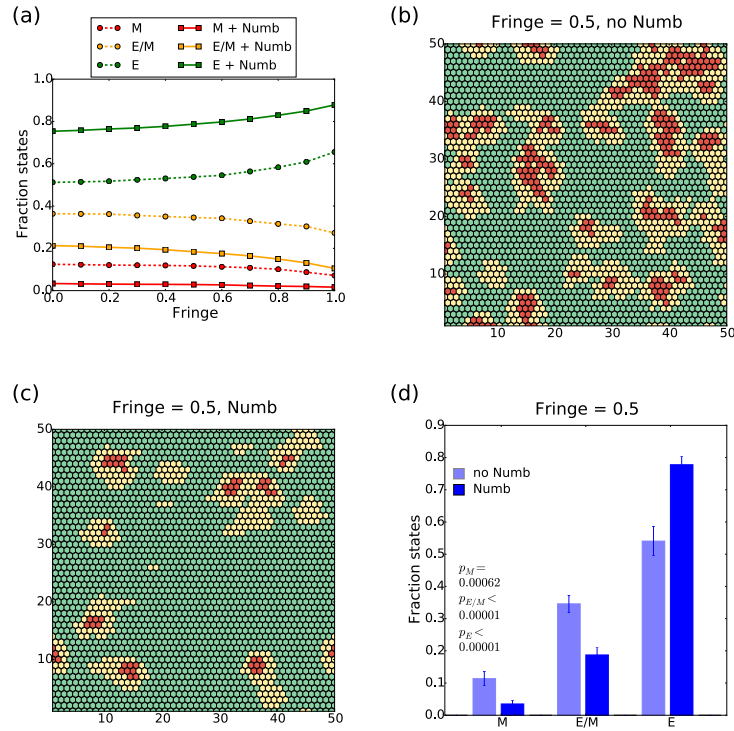 (a)
M
M + Numb
E/M
E/M + Numb
E
E + Numb
1.0
0.8
0.6
0.4
0.2
0.0
Fraction states
0.0 0.2 0.4 0.6 0.8 1.0
Fringe
(b)
Fringe = 0.5, no Numb
50
40
30
20
10
10 20 30 40 50
(c)
Fringe = 0.5, Numb
50
40
30
20
10
10 20 30 40 50
(d)
Fringe = 0.5
0.9
0.8
0.7
0.6
0.5
0.4
0.3
0.2
0.1
0.0
Fraction states
no Numb
Numb
p_M =
0.00062
p_E/M <
0.00001
p_E <
0.00001
M E/M E